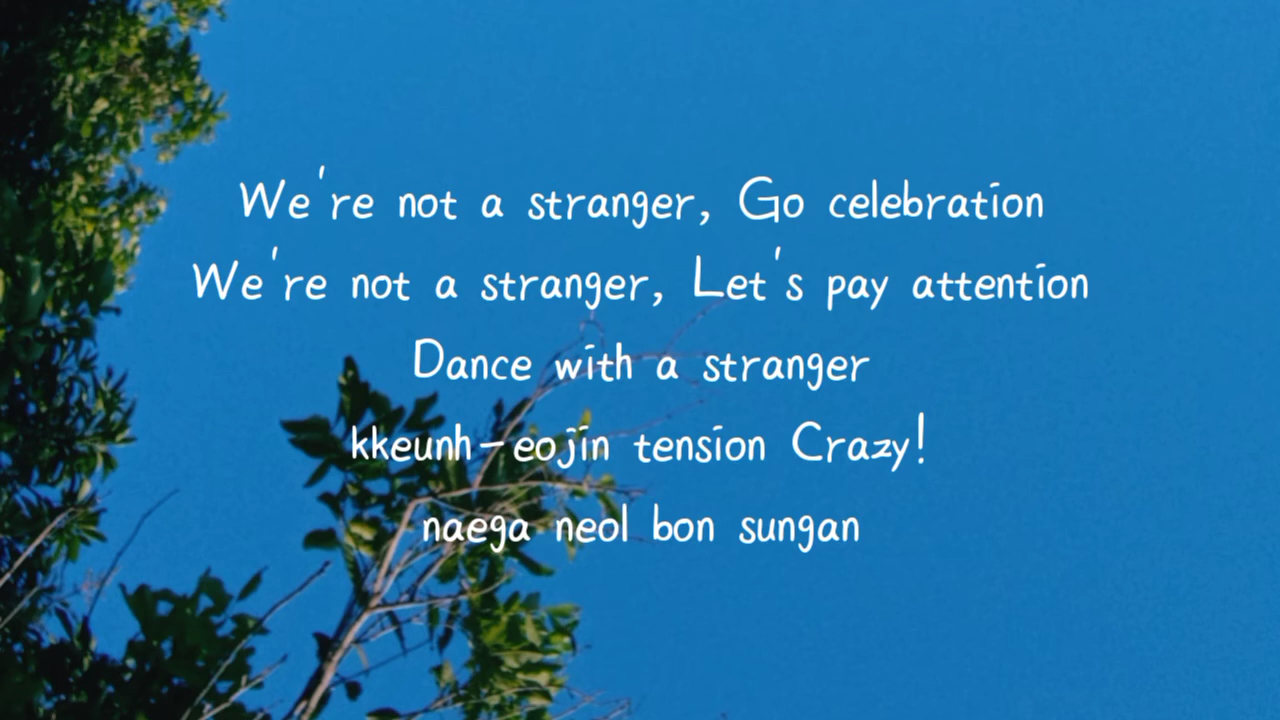 We're not a stranger, Go celebration
We're not a stranger, Let's pay attention
Dance with a stranger
kkeunh-eojin tension Crazy!
naega neol bon sungan